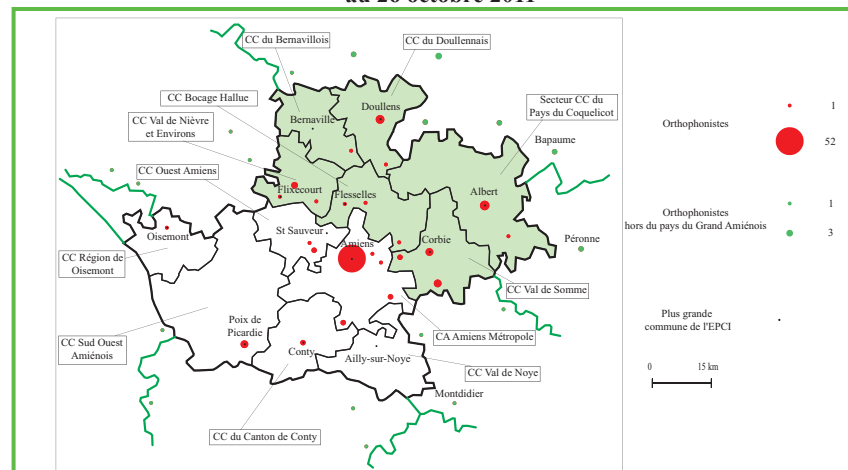 au 20 octobre 2011
CC du Bernavillois
CC du Doullennais
CC Bocage Hallue
Doullens
Secteur CC du
Pays du Coquelicot
Bernaville
CC Val de Nièvre
et Environs
Bapaume
CC Ouest Amiens
Flixecourt
Flesselles
Albert
Oisemont
St Sauveur
Amiens
Corbie
Péronne
CC Région de
Oisemont
CC Val de Somme
Poix de
Picardie
CC Sud Ouest
Amiénois
CA Amiens Métropole
Conty
Ailly-sur-Noye
CC Val de Noye
Montdidier
CC du Canton de Conty
Orthophonistes
1
52
Orthophonistes
hors du pays du Grand Amiénois
1
3
Plus grande
commune de l'EPCI
0
15 km